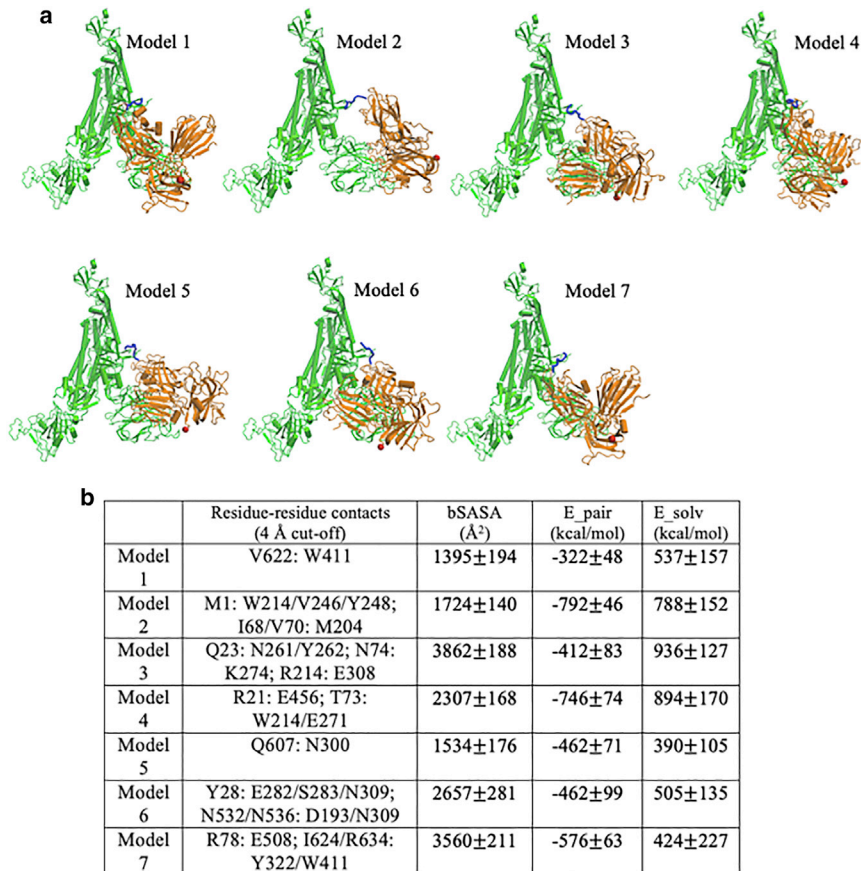 a
Model 1
Model 2
Model 3
Model 4
Model 5
Model 6
Model 7
b
Residue-residue contacts
(4 Å cut-off)
bSASA
(Å²)
E_pair
(kcal/mol)
E_solv
(kcal/mol)
Model
1
V622: W411
1395±194
-322±48
537±157
Model
2
M1: W214/V246/Y248;
I68/V70: M204
1724±140
-792±46
788±152
Model
3
Q23: N261/Y262; N74:
K274; R214: E308
3862±188
-412±83
936±127
Model
4
R21: E456; T73:
W214/E271
2307±168
-746±74
894±170
Model
5
Q607: N300
1534±176
-462±71
390±105
Model
6
Y28: E282/S283/N309;
N532/N536: D193/N309
2657±281
-462±99
505±135
Model
7
R78: E508; I624/R634:
Y322/W411
3560±211
-576±63
424±227